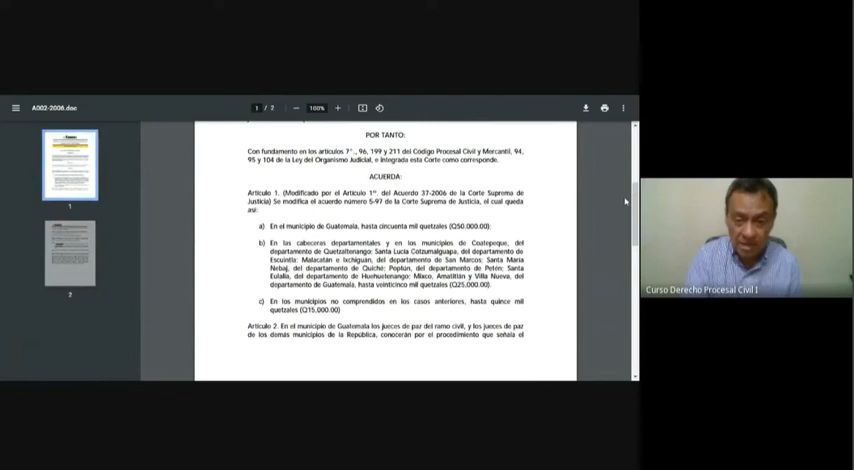 A002-2006.doc
1 / 2
100%
POR TANTO:
Con fundamento en los artículos 7°., 96, 199 y 211 del Código Procesal Civil y Mercantil, 94,
95 y 104 de la Ley del Organismo Judicial, e integrada esta Corte como corresponde.
ACUERDA:
Artículo 1. (Modificado por el Artículo 1º. del Acuerdo 37-2006 de la Corte Suprema de
Justicia) Se modifica el acuerdo número 5-97 de la Corte Suprema de Justicia, el cual queda
así:
a) En el municipio de Guatemala, hasta cincuenta mil quetzales (Q50.000.00);
b) En las cabeceras departamentales y en los municipios de Coatepeque, del
departamento de Quetzaltenango; Santa Lucía Cotzumalguapa, del departamento de
Escuintla; Malacatán e Ixchiguan, del departamento de San Marcos; Santa María
Nebaj, del departamento de Quiché; Poptún, del departamento de Petén; Santa
Eulalia, del departamento de Huehuetenango; Mixco, Amatitlán y Villa Nueva, del
departamento de Guatemala, hasta veinticinco mil quetzales (Q25,000.00).
c) En los municipios no comprendidos en los casos anteriores, hasta quince mil
quetzales (Q15,000.00)
Artículo 2. En el municipio de Guatemala los jueces de paz del ramo civil, y los jueces de paz
de los demás municipios de la República, conocerán por el procedimiento que señala el
1
2
Curso Derecho Procesal Civil I